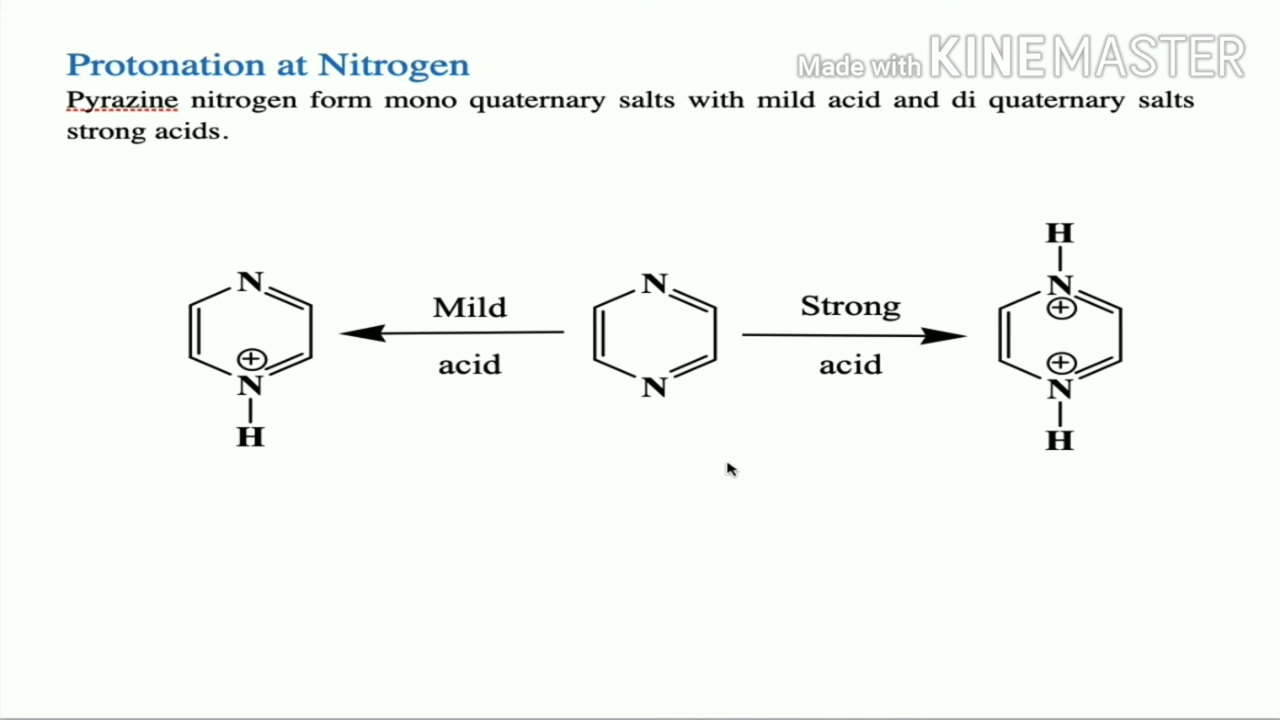 Made with KINEMASTER
Protonation at Nitrogen
Pyrazine nitrogen form mono quaternary salts with mild acid and di quaternary salts
strong acids.
H
N N N ⊕
Mild Strong
acid acid
⊕ N N ⊕ N
H H